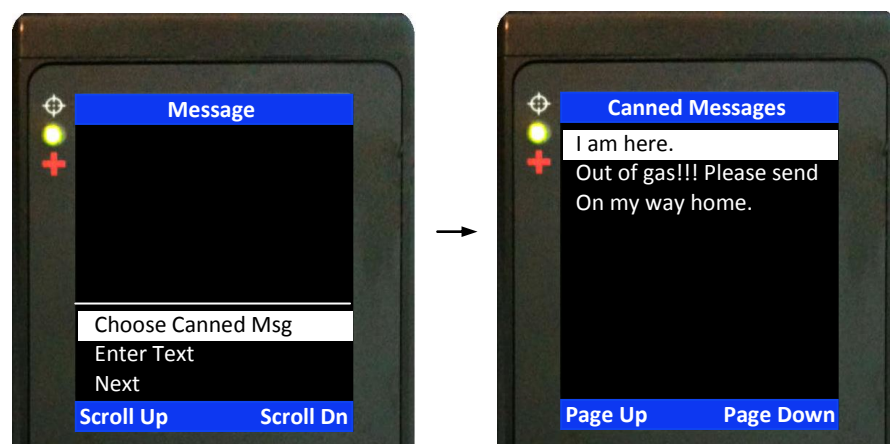 Message
Choose Canned Msg
Enter Text
Next
Scroll Up Scroll Dn
Canned Messages
I am here.
Out of gas!!! Please send
On my way home.
Page Up Page Down